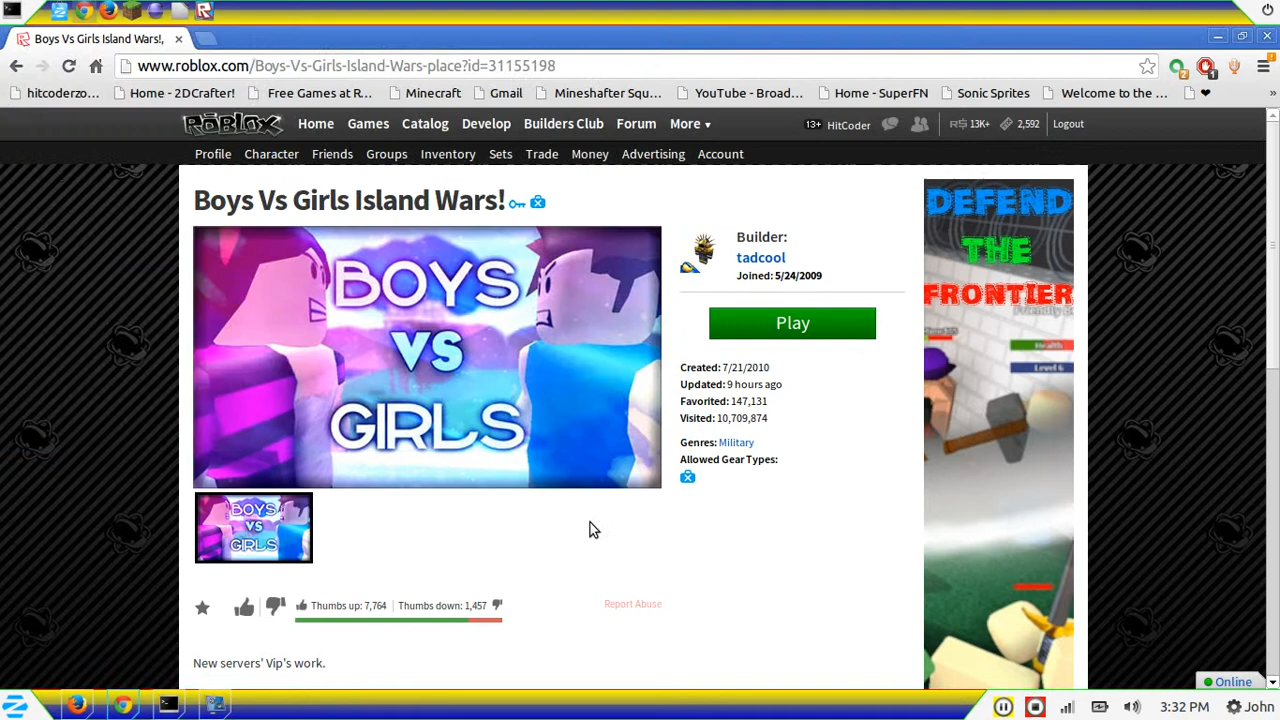 Boys Vs Girls Island Wars!,
www.roblox.com/Boys-Vs-Girls-Island-Wars-place?id=31155198
2
1
hitcoderzo... Home - 2DCrafter! Free Games at R... Minecraft Gmail Mineshafter Squ... YouTube - Broad... Home - SuperFN Sonic Sprites Welcome to the ... ❤ »
ROBLOX Home Games Catalog Develop Builders Club Forum More ▾ 13+ HitCoder R$ 13K+ 2,592 Logout
Profile Character Friends Groups Inventory Sets Trade Money Advertising Account
Boys Vs Girls Island Wars!
BOYS
VS
GIRLS
Builder:
tadcool
Joined: 5/24/2009
Play
Created: 7/21/2010
Updated: 9 hours ago
Favorited: 147,131
Visited: 10,709,874
Genres: Military
Allowed Gear Types:
DEFEND
THE
FRONTIER
Health
Level 6
BOYS
VS
GIRLS
Thumbs up: 7,764 Thumbs down: 1,457
Report Abuse
New servers' Vip's work.
Online
3:32 PM John